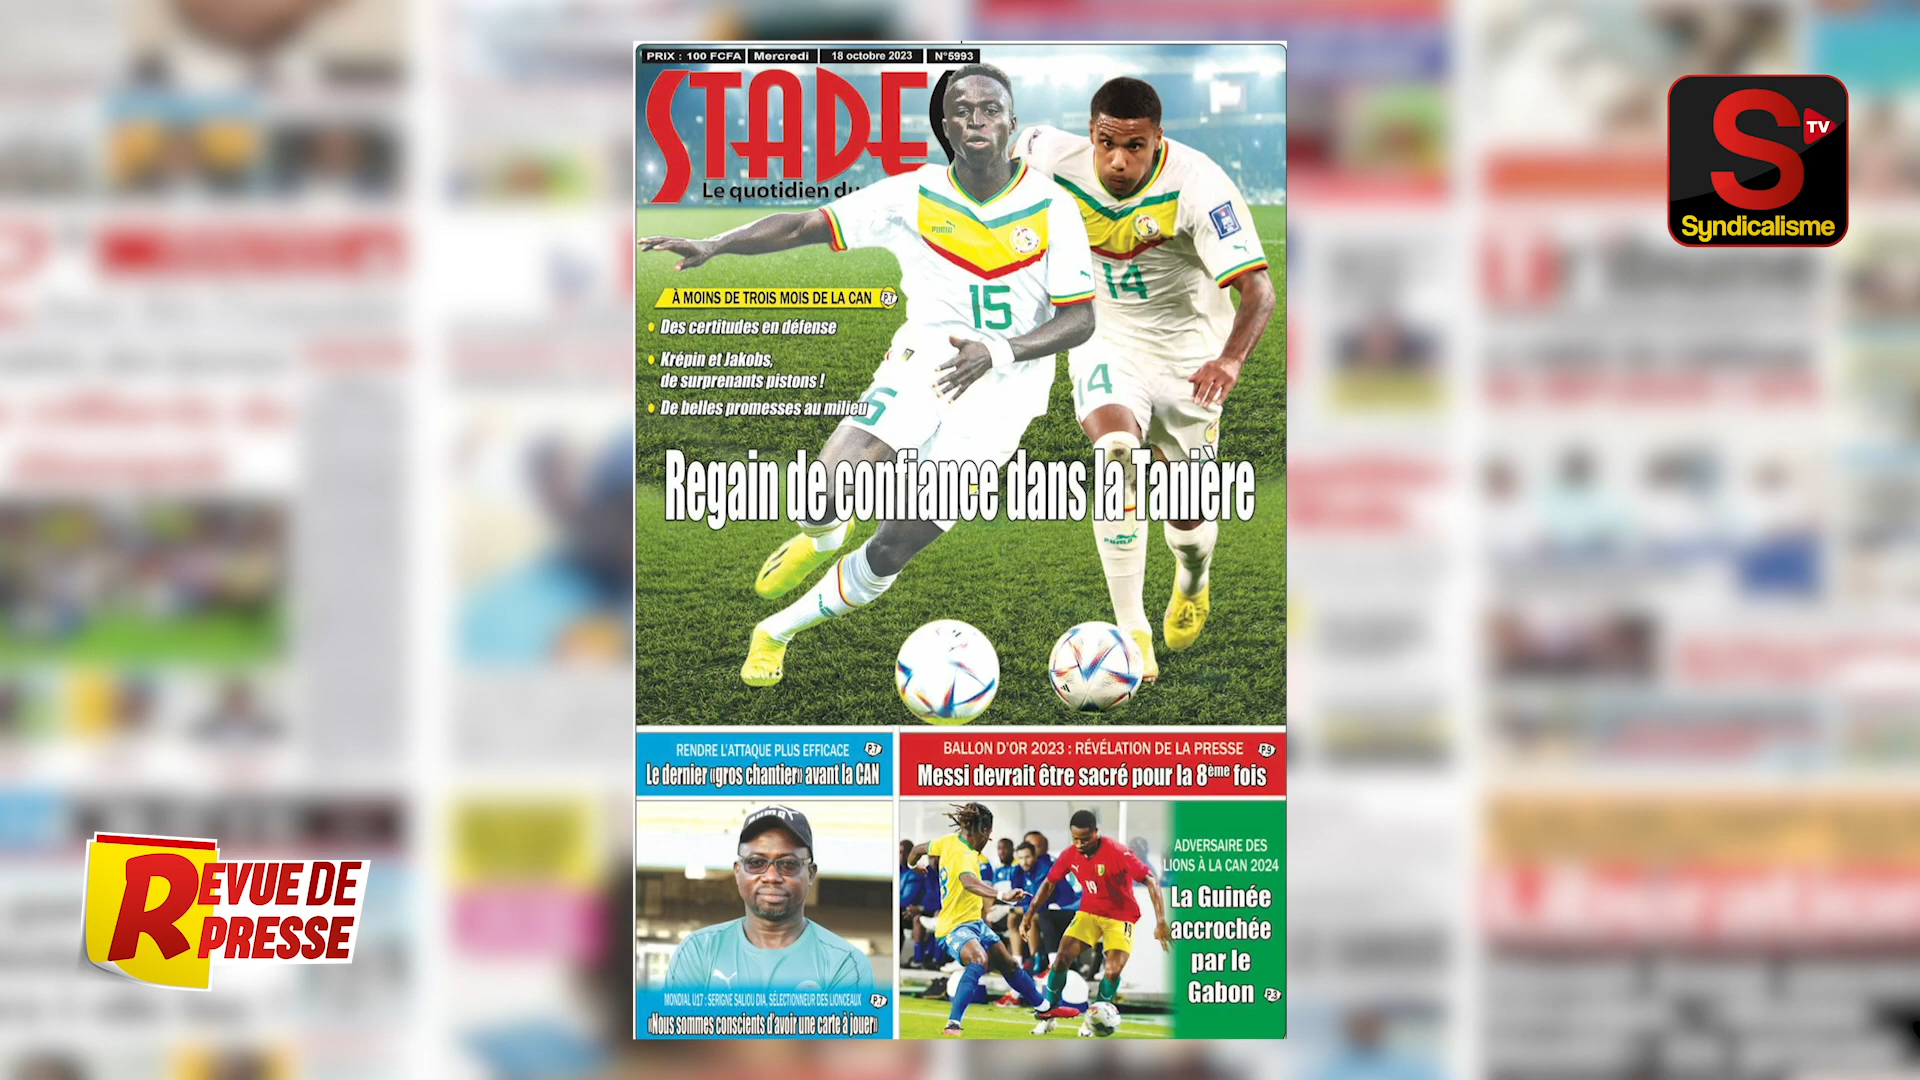 PRIX : 100 FCFA Mercredi 18 octobre 2023 N°5993
STADE
Le quotidien du
À MOINS DE TROIS MOIS DE LA CAN P.7
Des certitudes en défense
Krépin et Jakobs,
de surprenants pistons !
De belles promesses au milieu
PUMA
15
14
14
Regain de confiance dans la Tanière
PUMA
RENDRE L'ATTAQUE PLUS EFFICACE P.7
Le dernier «gros chantier» avant la CAN
BALLON D'OR 2023 : RÉVÉLATION DE LA PRESSE P.9
Messi devrait être sacré pour la 8ème fois
MONDIAL U17 : SERIGNE SALIOU DIA, SÉLECTIONNEUR DES LIONCEAUX P.7
«Nous sommes conscients d'avoir une carte à jouer»
19
ADVERSAIRE DES
LIONS À LA CAN 2024
La Guinée
accrochée
par le
Gabon P.3
S TV
Syndicalisme
REVUE DE
PRESSE